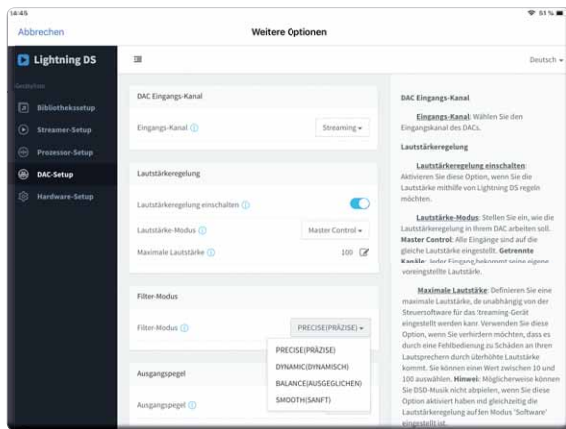 14:45
51 %
Abbrechen
Weitere Optionen
Lightning DS
Deutsch
Bibliothekssetup
Streamer-Setup
Prozessor-Setup
DAC-Setup
Hardware-Setup
DAC Eingangs-Kanal
Eingangs-Kanal
Streaming
Lautstärkeregelung
Lautstärkeregelung einschalten
Lautstärke-Modus
Master Control
Maximale Lautstärke
100
Filter-Modus
Filter-Modus
PRECISE(PRÄZISE)
PRECISE(PRÄZISE)
DYNAMIC(DYNAMISCH)
BALANCE(AUSGEGLICHEN)
SMOOTH(SANFT)
Ausgangspegel
Ausgangspegel
DAC Eingangs-Kanal
Eingangs-Kanal: Wählen Sie den
Eingangskanal des DACs.
Lautstärkeregelung
Lautstärkeregelung einschalten:
Aktivieren Sie diese Option, wenn Sie die
Lautstärke mithilfe von Lightning DS regeln
möchten.
Lautstärke-Modus: Stellen Sie ein, wie die
Lautstärkeregelung in Ihrem DAC arbeiten soll.
Master Control: Alle Eingänge sind auf die
gleiche Lautstärke eingestellt. Getrennte
Kanäle: Jeder Eingang bekommt seine eigene
voreingestellte Lautstärke.
Maximale Lautstärke: Definieren Sie eine
maximale Lautstärke, de unabhängig von der
Steuersoftware für das Streaming-Gerät
eingestellt werden kann. Verwenden Sie diese
Option, wenn Sie verhindern möchten, dass es
durch eine Fehlbedienung zu Schäden an Ihren
Lautsprechern durch überhöhte Lautstärke
kommt. Sie können einen Wert zwischen 10 und
100 auswählen. Hinweis: Möglicherweise können
Sie DSD-Musik nicht abspielen, wenn Sie diese
Option aktiviert haben und gleichzeitig die
Lautstärkeregelung auf den Modus 'Software'
eingestellt ist.